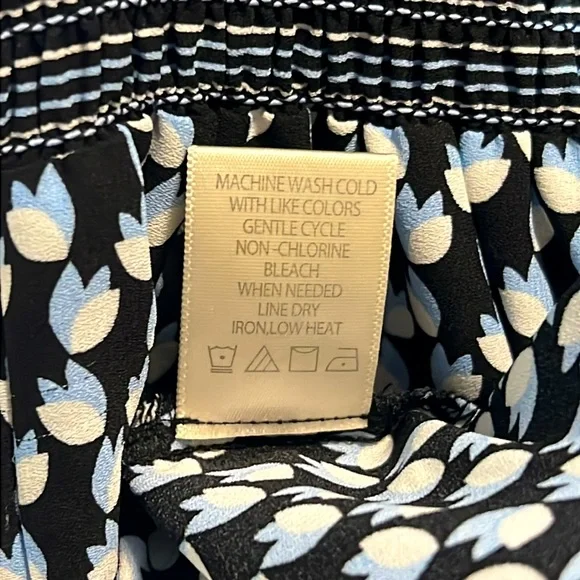 MACHINE WASH COLD
WITH LIKE COLORS
GENTLE CYCLE
NON-CHLORINE
BLEACH
WHEN NEEDED
LINE DRY
IRON,LOW HEAT